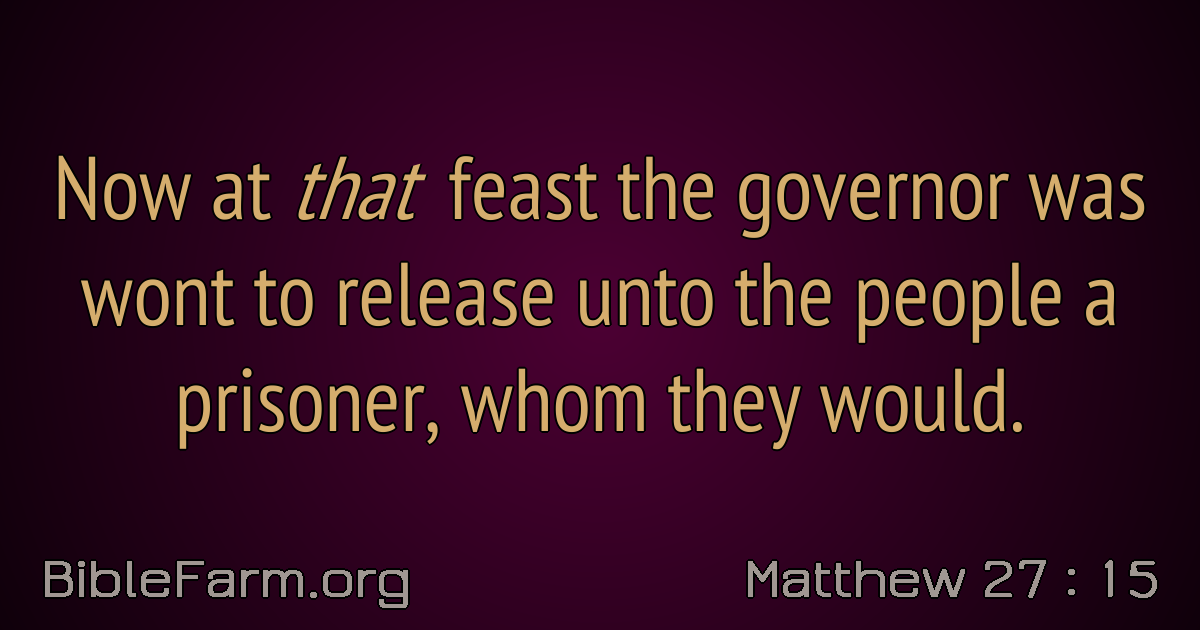 Now at that feast the governor was
wont to release unto the people a
prisoner, whom they would.
BibleFarm.org
Matthew 27 : 15